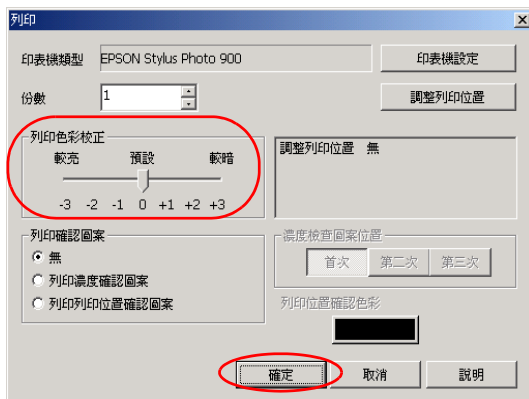 列印
印表機類型 EPSON Stylus Photo 900 印表機設定
份數 1 調整列印位置
列印色彩校正
較亮 預設 較暗
-3 -2 -1 0 +1 +2 +3
調整列印位置 無
列印確認圖案
無
列印濃度確認圖案
列印列印位置確認圖案
濃度檢查圖案位置
首次 第二次 第三次
列印位置確認色彩
確定 取消 說明